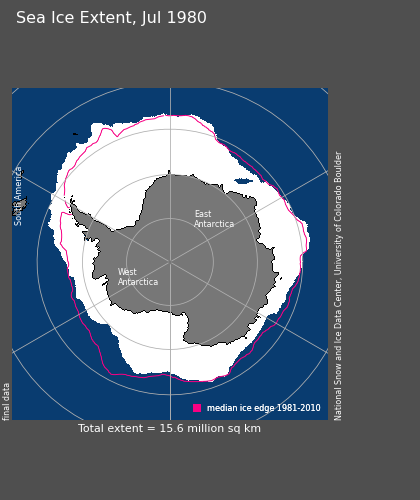 Sea Ice Extent, Jul 1980
South America
East
Antarctica
West
Antarctica
National Snow and Ice Data Center, University of Colorado Boulder
final data
median ice edge 1981-2010
Total extent = 15.6 million sq km